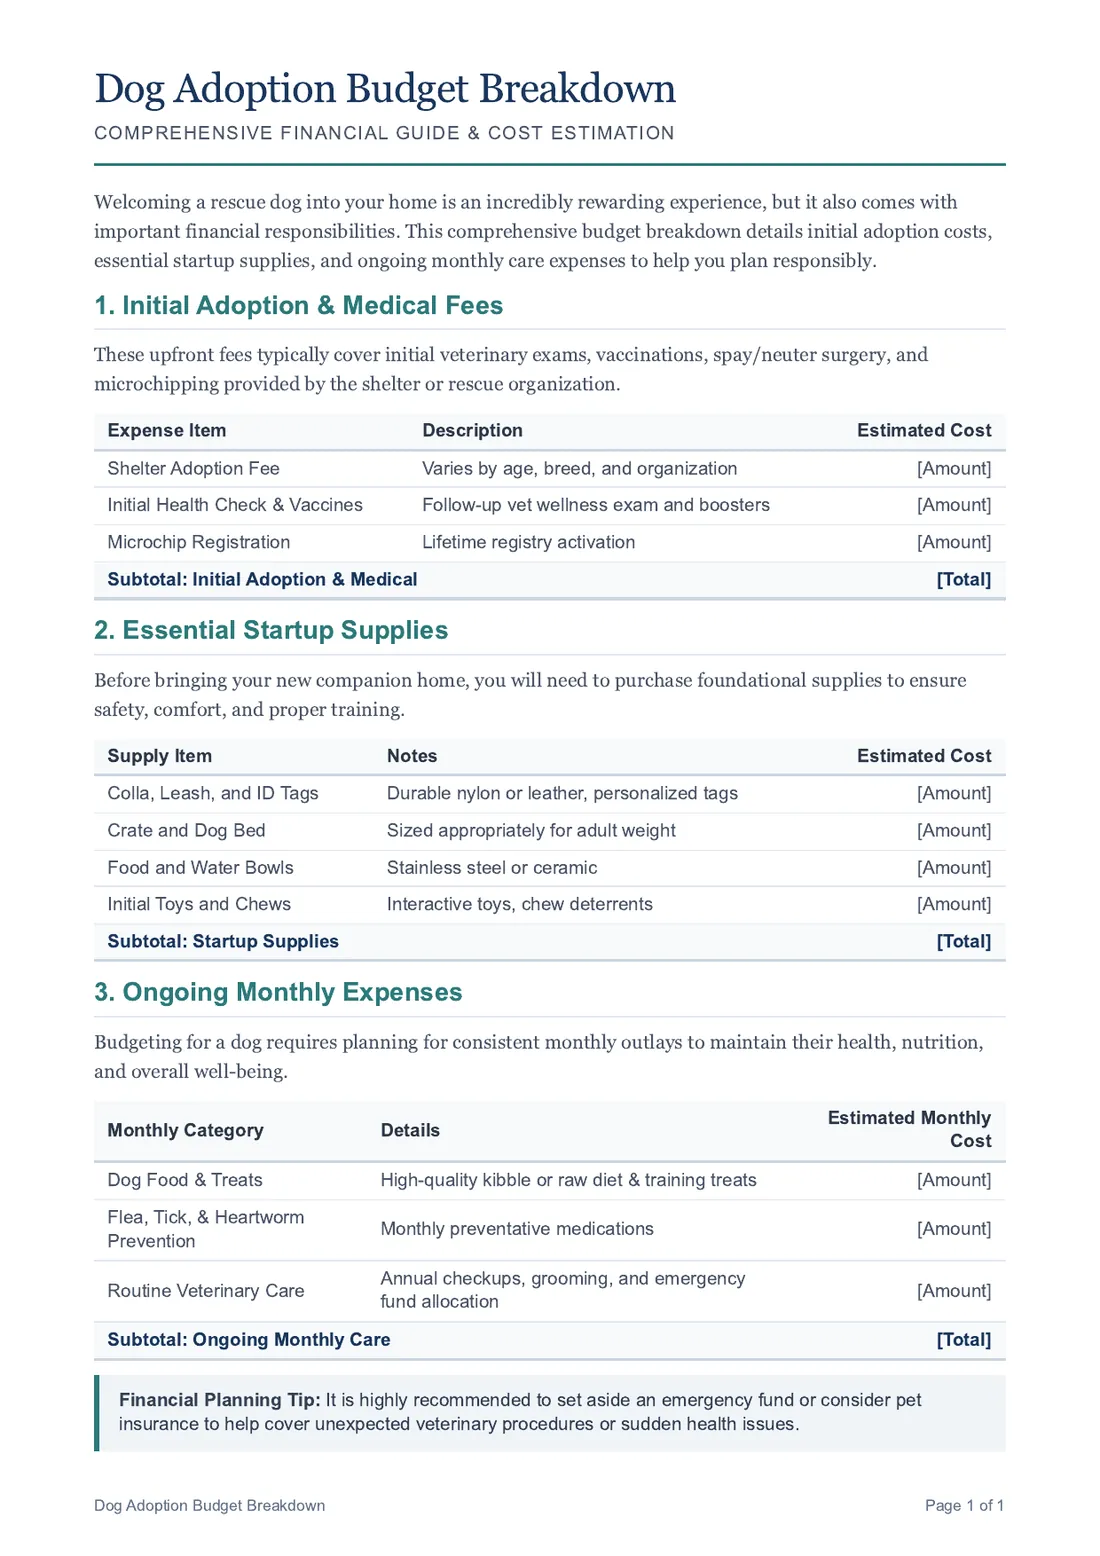 Dog Adoption Budget Breakdown
COMPREHENSIVE FINANCIAL GUIDE & COST ESTIMATION
Welcoming a rescue dog into your home is an incredibly rewarding experience, but it also comes with
important financial responsibilities. This comprehensive budget breakdown details initial adoption costs,
essential startup supplies, and ongoing monthly care expenses to help you plan responsibly.
1. Initial Adoption & Medical Fees
These upfront fees typically cover initial veterinary exams, vaccinations, spay/neuter surgery, and
microchipping provided by the shelter or rescue organization.
Expense Item Description Estimated Cost
Shelter Adoption Fee Varies by age, breed, and organization [Amount]
Initial Health Check & Vaccines Follow-up vet wellness exam and boosters [Amount]
Microchip Registration Lifetime registry activation [Amount]
Subtotal: Initial Adoption & Medical [Total]
2. Essential Startup Supplies
Before bringing your new companion home, you will need to purchase foundational supplies to ensure
safety, comfort, and proper training.
Supply Item Notes Estimated Cost
Colla, Leash, and ID Tags Durable nylon or leather, personalized tags [Amount]
Crate and Dog Bed Sized appropriately for adult weight [Amount]
Food and Water Bowls Stainless steel or ceramic [Amount]
Initial Toys and Chews Interactive toys, chew deterrents [Amount]
Subtotal: Startup Supplies [Total]
3. Ongoing Monthly Expenses
Budgeting for a dog requires planning for consistent monthly outlays to maintain their health, nutrition,
and overall well-being.
Monthly Category Details Estimated Monthly
Cost
Dog Food & Treats High-quality kibble or raw diet & training treats [Amount]
Flea, Tick, & Heartworm
Prevention Monthly preventative medications [Amount]
Routine Veterinary Care Annual checkups, grooming, and emergency
fund allocation [Amount]
Subtotal: Ongoing Monthly Care [Total]
Financial Planning Tip: It is highly recommended to set aside an emergency fund or consider pet
insurance to help cover unexpected veterinary procedures or sudden health issues.
Dog Adoption Budget Breakdown Page 1 of 1